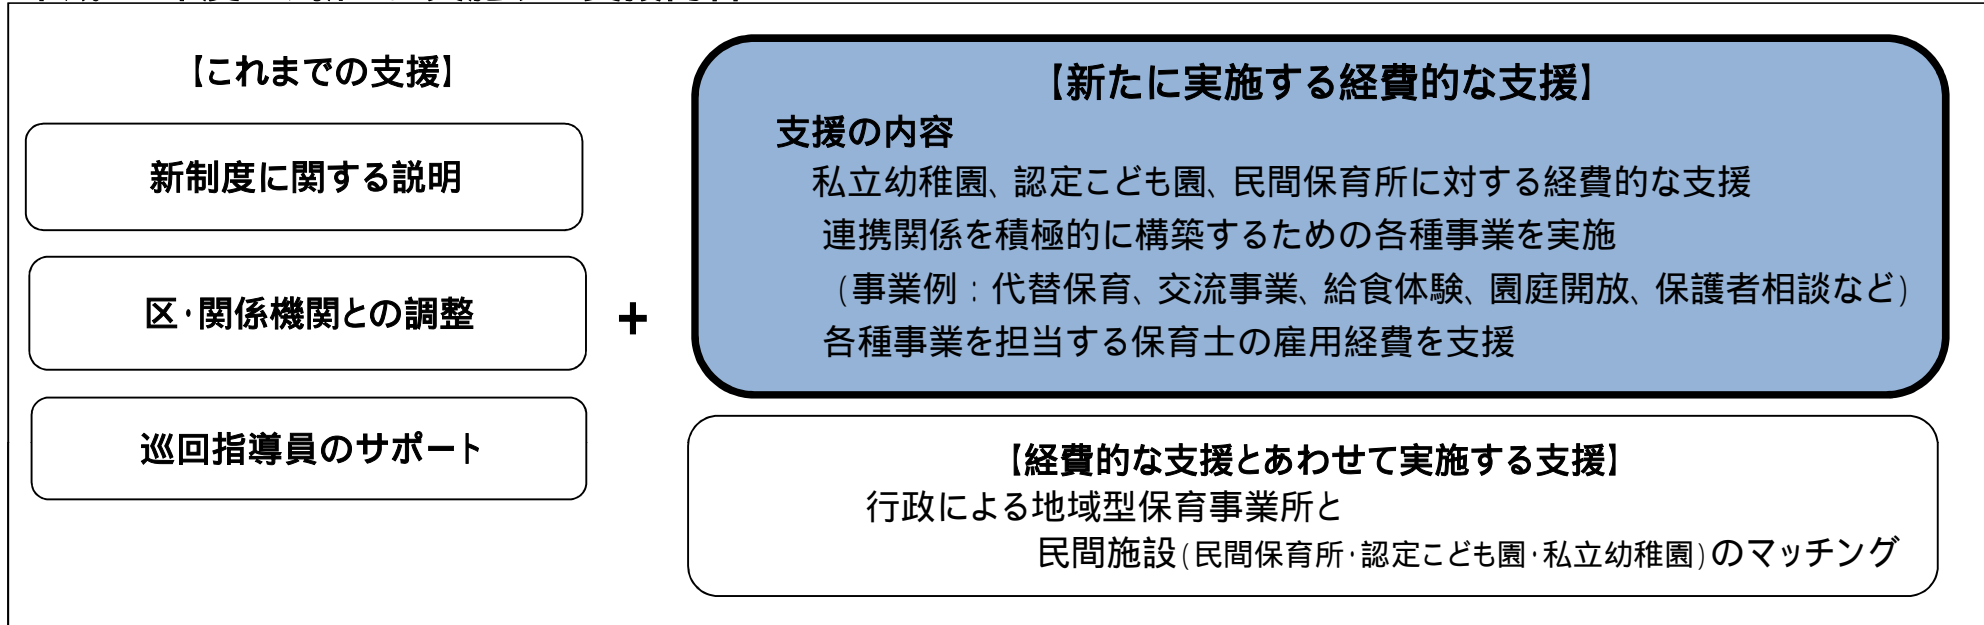 【これまでの支援】
新制度に関する説明
区・関係機関との調整
巡回指導員のサポート
+
【新たに実施する経費的な支援】
支援の内容
私立幼稚園、認定こども園、民間保育所に対する経費的な支援
連携関係を積極的に構築するための各種事業を実施
(事業例:代替保育、交流事業、給食体験、園庭開放、保護者相談など)
各種事業を担当する保育士の雇用経費を支援
【経費的な支援とあわせて実施する支援】
行政による地域型保育事業所と
民間施設(民間保育所・認定こども園・私立幼稚園)のマッチング